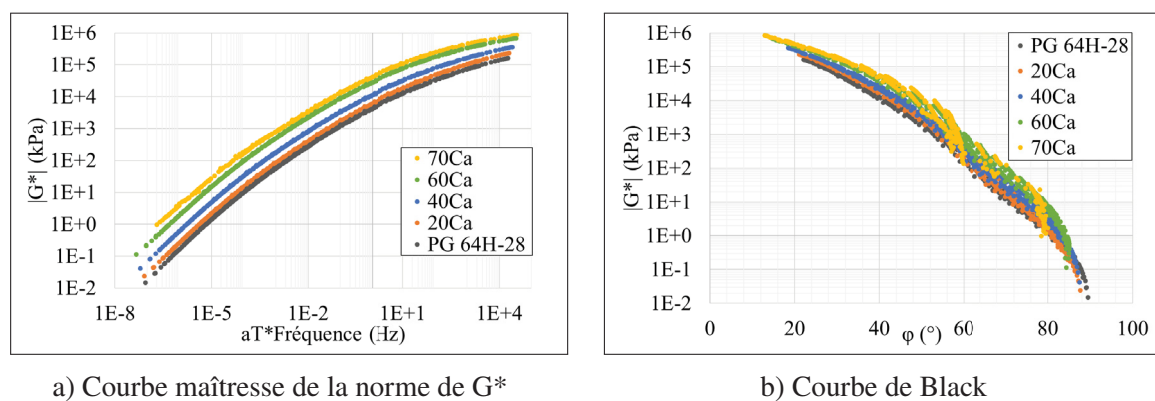 1E+6
1E+5
1E+4
1E+3
1E+2
1E+1
1E+0
1E-1
1E-2
|G*| (kPa)
1E-8 1E-5 1E-2 1E+1 1E+4
aT*Fréquence (Hz)
70Ca
60Ca
40Ca
20Ca
PG 64H-28
a) Courbe maîtresse de la norme de G*
1E+6
1E+5
1E+4
1E+3
1E+2
1E+1
1E+0
1E-1
1E-2
|G*| (kPa)
0 20 40 60 80 100
φ (°)
PG 64H-28
20Ca
40Ca
60Ca
70Ca
b) Courbe de Black